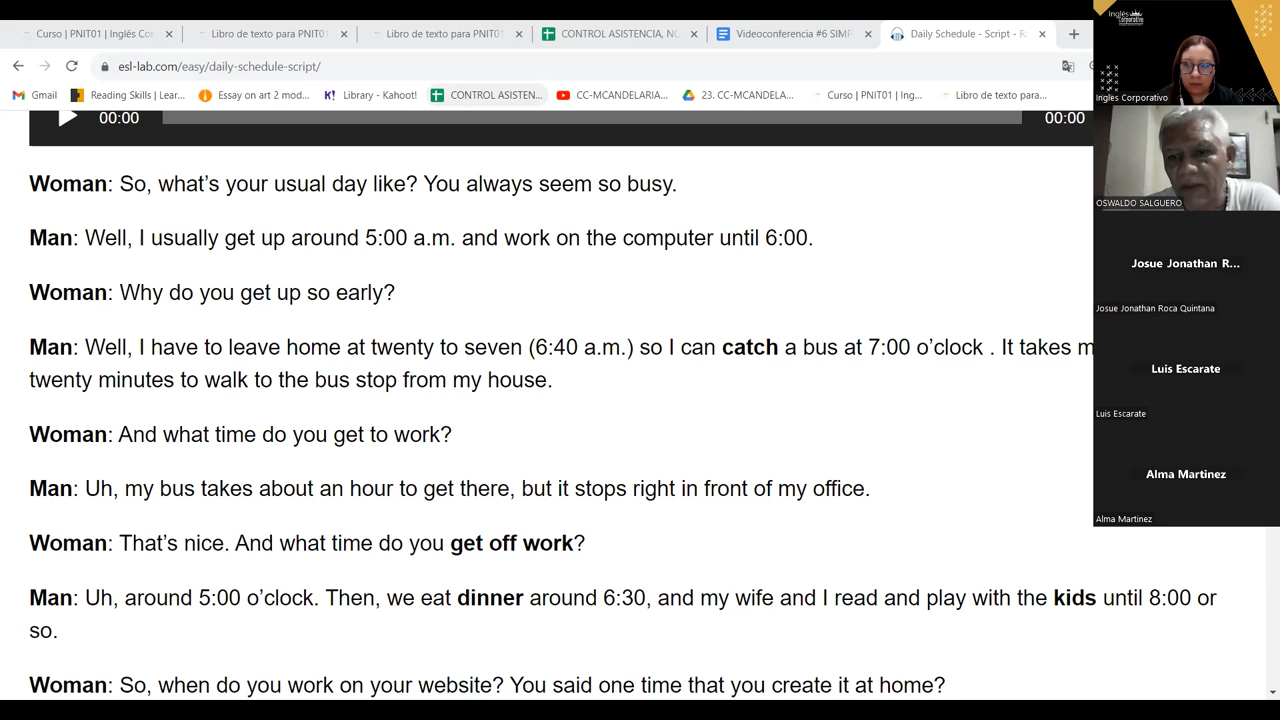 Curso | PNIT01 | Inglés Co
Libro de texto para PNIT01
Libro de texto para PNIT01
CONTROL ASISTENCIA, NO
Videoconferencia #6 SIMP
Daily Schedule - Script - R
esl-lab.com/easy/daily-schedule-script/
Gmail
Reading Skills | Lear...
Essay on art 2 mod...
Library - Kahoot!
CONTROL ASISTEN...
CC-MCANDELARIA...
23. CC-MCANDELA...
Curso | PNIT01 | Ing...
Libro de texto para...
00:00
00:00
Woman: So, what's your usual day like? You always seem so busy.
Man: Well, I usually get up around 5:00 a.m. and work on the computer until 6:00.
Woman: Why do you get up so early?
Man: Well, I have to leave home at twenty to seven (6:40 a.m.) so I can catch a bus at 7:00 o'clock . It takes m
twenty minutes to walk to the bus stop from my house.
Woman: And what time do you get to work?
Man: Uh, my bus takes about an hour to get there, but it stops right in front of my office.
Woman: That's nice. And what time do you get off work?
Man: Uh, around 5:00 o'clock. Then, we eat dinner around 6:30, and my wife and I read and play with the kids until 8:00 or
so.
Woman: So, when do you work on your website? You said one time that you create it at home?
Inglés
Corporativo
Ingles Corporativo
OSWALDO SALGUERO
Josue Jonathan R...
Josue Jonathan Roca Quintana
Luis Escarate
Luis Escarate
Alma Martinez
Alma Martinez